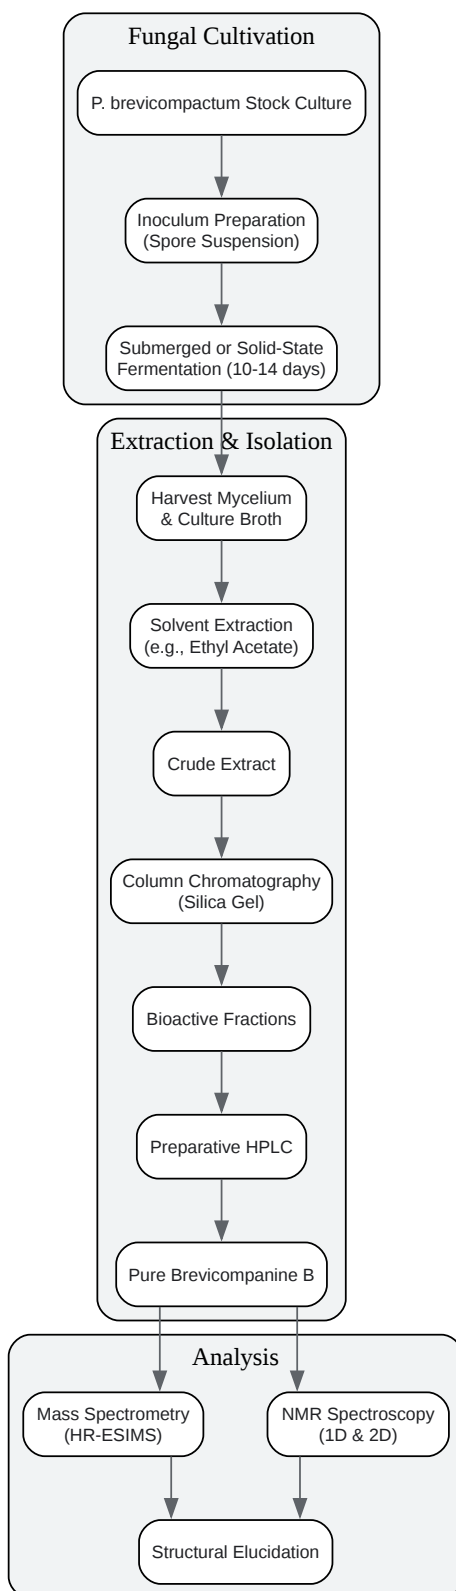 Fungal Cultivation
P. brevicompactum Stock Culture
Inoculum Preparation
(Spore Suspension)
Submerged or Solid-State
Fermentation (10-14 days)
Extraction & Isolation
Harvest Mycelium
& Culture Broth
Solvent Extraction
(e.g., Ethyl Acetate)
Crude Extract
Column Chromatography
(Silica Gel)
Bioactive Fractions
Preparative HPLC
Pure Brevicompanine B
Analysis
Mass Spectrometry
(HR-ESIMS)
NMR Spectroscopy
(1D & 2D)
Structural Elucidation